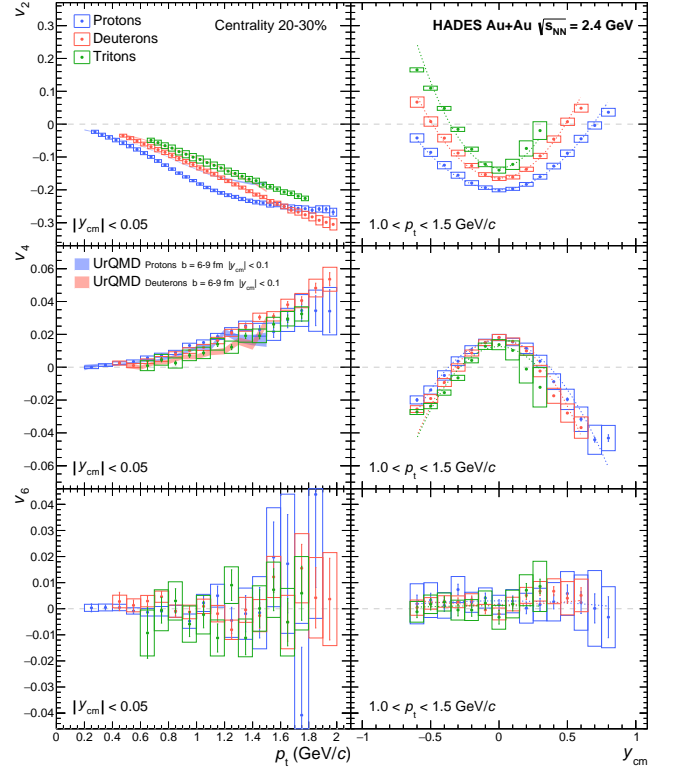 v2
Protons
Deuterons
Tritons
Centrality 20-30%
HADES Au+Au √sNN = 2.4 GeV
0
−0.1
−0.2
−0.3
|ycm| < 0.05
1.0 < pt < 1.5 GeV/c
v4
UrQMD Protons b = 6-9 fm |ycm| < 0.1
UrQMD Deuterons b = 6-9 fm |ycm| < 0.1
0.06
0.04
0.02
0
−0.02
−0.04
−0.06
|ycm| < 0.05
1.0 < pt < 1.5 GeV/c
v6
0.04
0.03
0.02
0.01
0
−0.01
−0.02
−0.03
−0.04
|ycm| < 0.05
1.0 < pt < 1.5 GeV/c
0 0.2 0.4 0.6 0.8 1.0 1.2 1.4 1.6 1.8 2
−1 −0.5 0 0.5 1
pt (GeV/c)
ycm